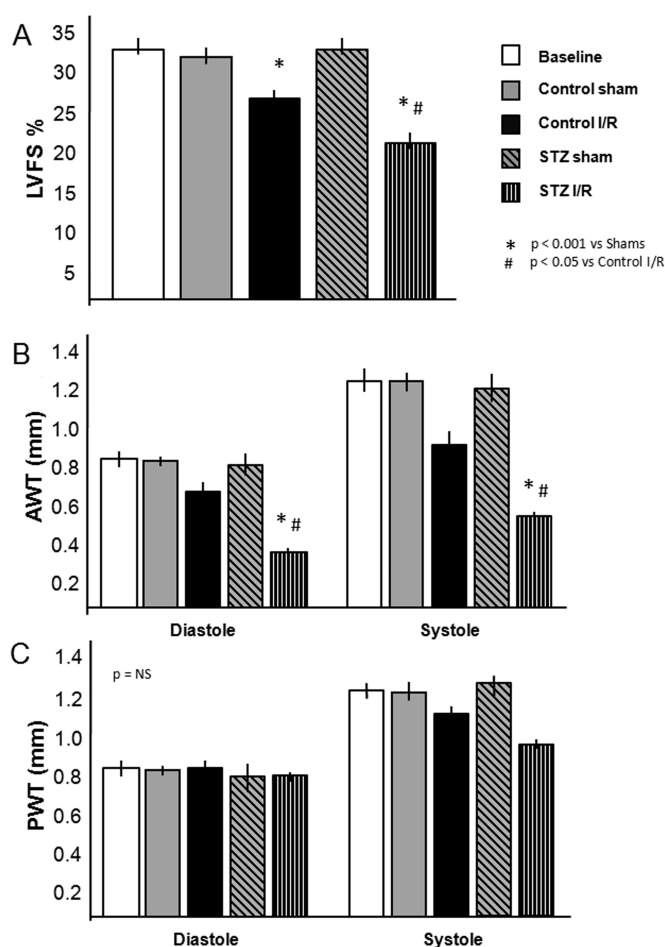 A
35
30
25
20
15
10
5
LVFS %
*
* #
Baseline
Control sham
Control I/R
STZ sham
STZ I/R
* p < 0.001 vs Shams
# p < 0.05 vs Control I/R
B
1.4
1.2
1.0
0.8
0.6
0.4
0.2
AWT (mm)
* #
* #
Diastole
Systole
C
1.4
1.2
1.0
0.8
0.6
0.4
0.2
PWT (mm)
p = NS
Diastole
Systole